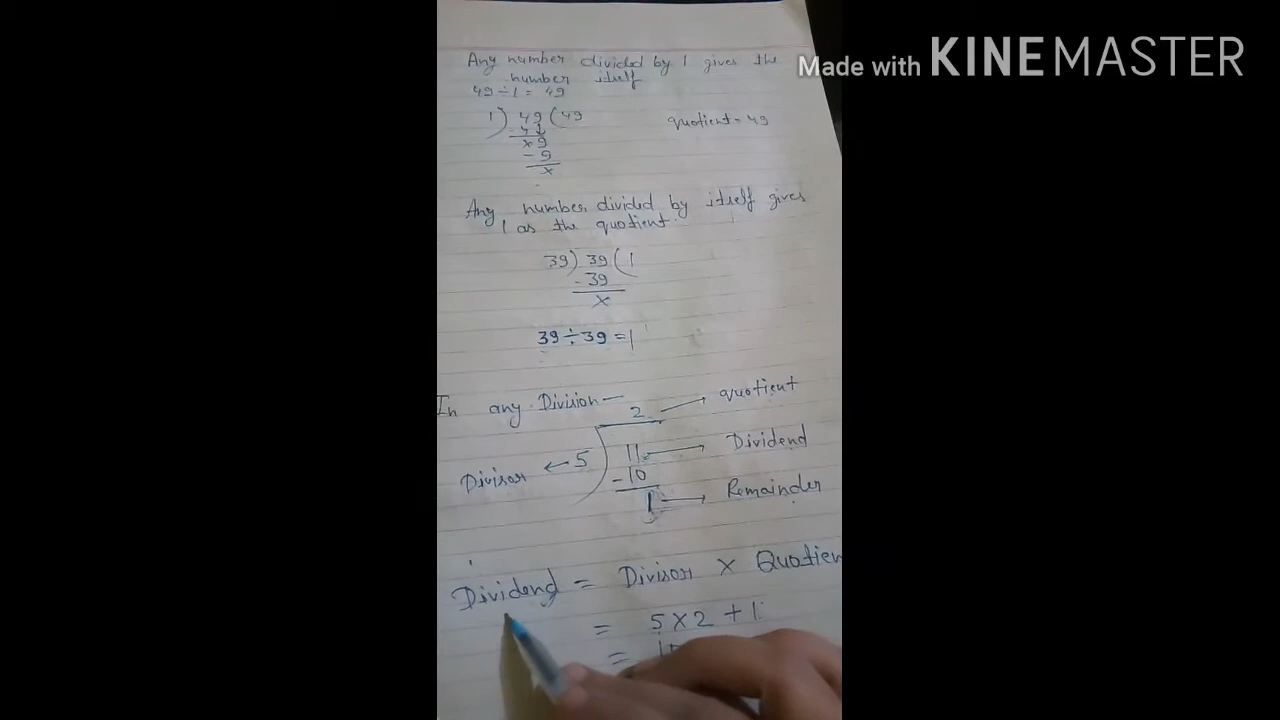 Made with KINEMASTER
Any number divided by 1 gives the
number itself
49 ÷ 1 = 49
1) 49 (49
- 4↓
x9
- 9
x
quotient = 49
Any number divided by itself gives
1 as the quotient.
39) 39 (1
- 39
x
39 ÷ 39 = 1
In any Division —
2 → quotient
Divisor ← 5
11 → Dividend
- 10
1 → Remainder
Dividend = Divisor × Quotien
= 5 × 2 + 1
=